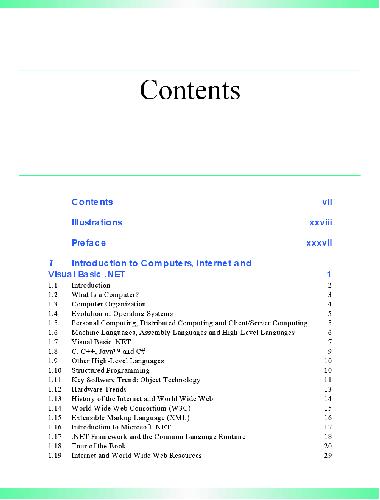 Contents
Contents vii
Illustrations xxviii
Preface xxxvii
1 Introduction to Computers, Internet and
Visual Basic .NET 1
1.1 Introduction 2
1.2 What Is a Computer? 3
1.3 Computer Organization 4
1.4 Evolution of Operating Systems 5
1.5 Personal Computing, Distributed Computing and Client/Server Computing 5
1.6 Machine Languages, Assembly Languages and High-Level Languages 6
1.7 Visual Basic .NET 7
1.8 C, C++, Java™ and C# 9
1.9 Other High-Level Languages 10
1.10 Structured Programming 10
1.11 Key Software Trend: Object Technology 11
1.12 Hardware Trends 13
1.13 History of the Internet and World Wide Web 14
1.14 World Wide Web Consortium (W3C) 15
1.15 Extensible Markup Language (XML) 16
1.16 Introduction to Microsoft .NET 17
1.17 .NET Framework and the Common Language Runtime 18
1.18 Tour of the Book 20
1.19 Internet and World Wide Web Resources 29